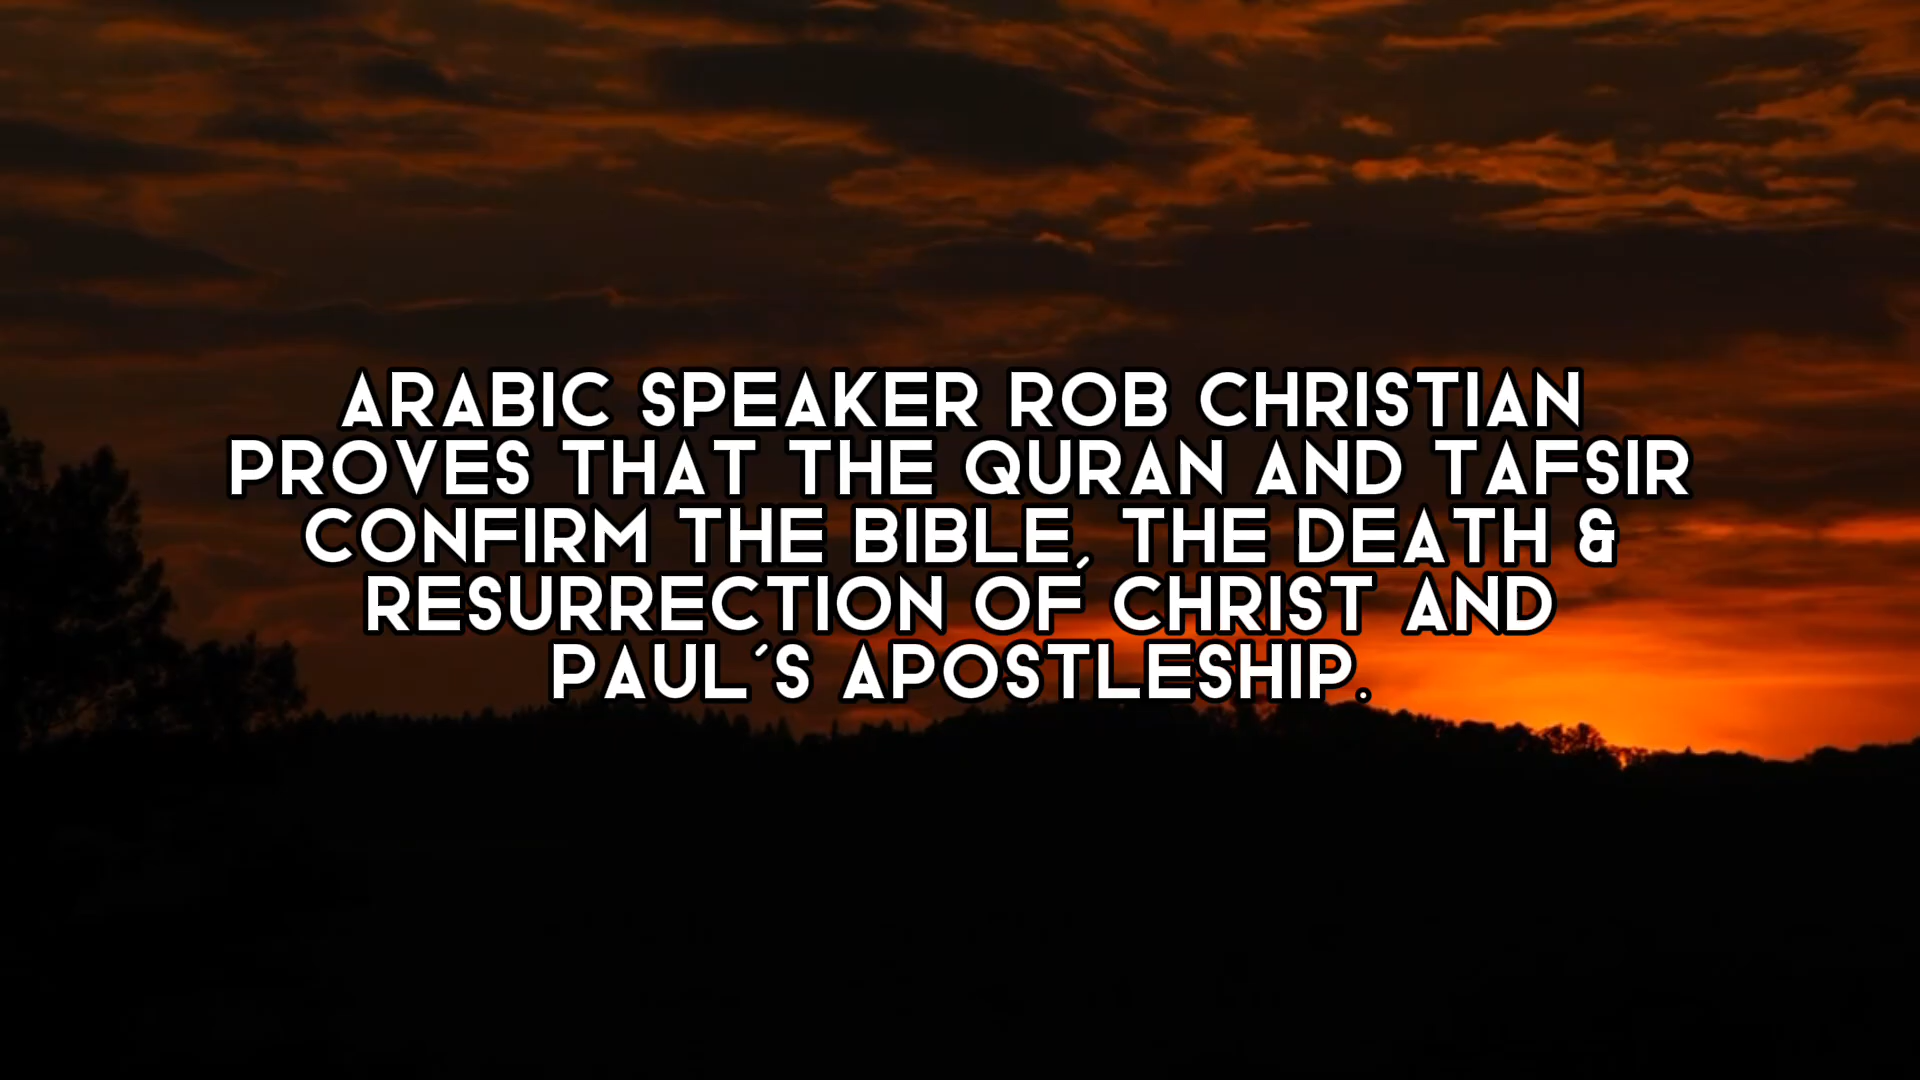 ARABIC SPEAKER ROB CHRISTIAN
PROVES THAT THE QURAN AND TAFSIR
CONFIRM THE BIBLE, THE DEATH &
RESURRECTION OF CHRIST AND
PAUL´S APOSTLESHIP.